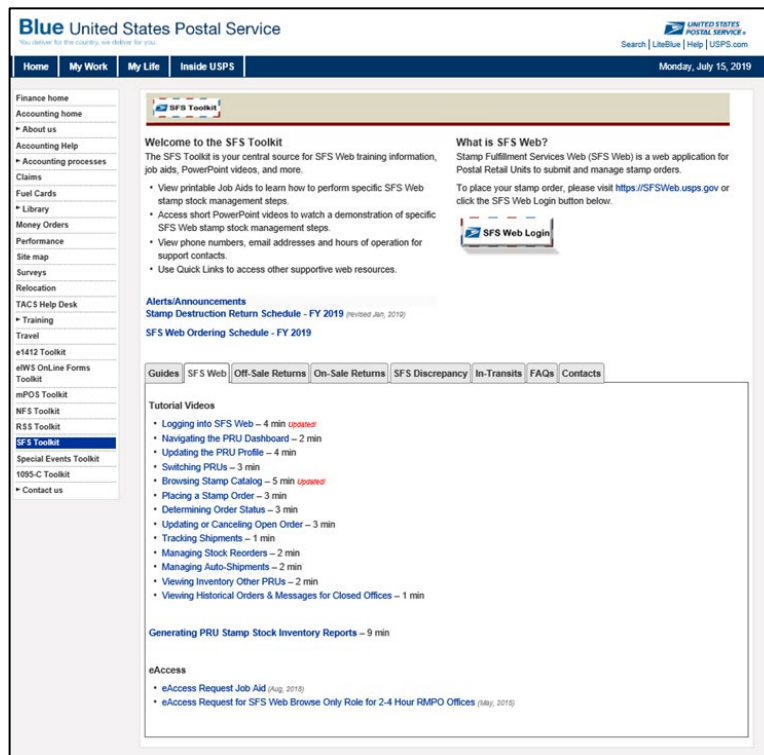 Blue United States Postal Service
You deliver for the country, we deliver for you.
UNITED STATES
POSTAL SERVICE ®
Search | LiteBlue | Help | USPS.com
Home My Work My Life Inside USPS Monday, July 15, 2019
Finance home
Accounting home
About us
Accounting Help
Accounting processes
Claims
Fuel Cards
Library
Money Orders
Performance
Site map
Surveys
Relocation
TACS Help Desk
Training
Travel
e1412 Toolkit
eIWS OnLine Forms
Toolkit
mPOS Toolkit
NFS Toolkit
RSS Toolkit
SFS Toolkit
Special Events Toolkit
1095-C Toolkit
Contact us
SFS Toolkit
Welcome to the SFS Toolkit
The SFS Toolkit is your central source for SFS Web training information,
job aids, PowerPoint videos, and more.
• View printable Job Aids to learn how to perform specific SFS Web
stamp stock management steps.
• Access short PowerPoint videos to watch a demonstration of specific
SFS Web stamp stock management steps.
• View phone numbers, email addresses and hours of operation for
support contacts.
• Use Quick Links to access other supportive web resources.
What is SFS Web?
Stamp Fulfillment Services Web (SFS Web) is a web application for
Postal Retail Units to submit and manage stamp orders.
To place your stamp order, please visit https://SFSWeb.usps.gov or
click the SFS Web Login button below.
SFS Web Login
Alerts/Announcements
Stamp Destruction Return Schedule - FY 2019 (revised Jan, 2019)
SFS Web Ordering Schedule - FY 2019
Guides SFS Web Off-Sale Returns On-Sale Returns SFS Discrepancy In-Transits FAQs Contacts
Tutorial Videos
• Logging into SFS Web – 4 min Updated!
• Navigating the PRU Dashboard – 2 min
• Updating the PRU Profile – 4 min
• Switching PRUs – 3 min
• Browsing Stamp Catalog – 5 min Updated!
• Placing a Stamp Order – 3 min
• Determining Order Status – 3 min
• Updating or Canceling Open Order – 3 min
• Tracking Shipments – 1 min
• Managing Stock Reorders – 2 min
• Managing Auto-Shipments – 2 min
• Viewing Inventory Other PRUs – 2 min
• Viewing Historical Orders & Messages for Closed Offices – 1 min
Generating PRU Stamp Stock Inventory Reports – 9 min
eAccess
• eAccess Request Job Aid (Aug, 2018)
• eAccess Request for SFS Web Browse Only Role for 2-4 Hour RMPO Offices (May, 2015)